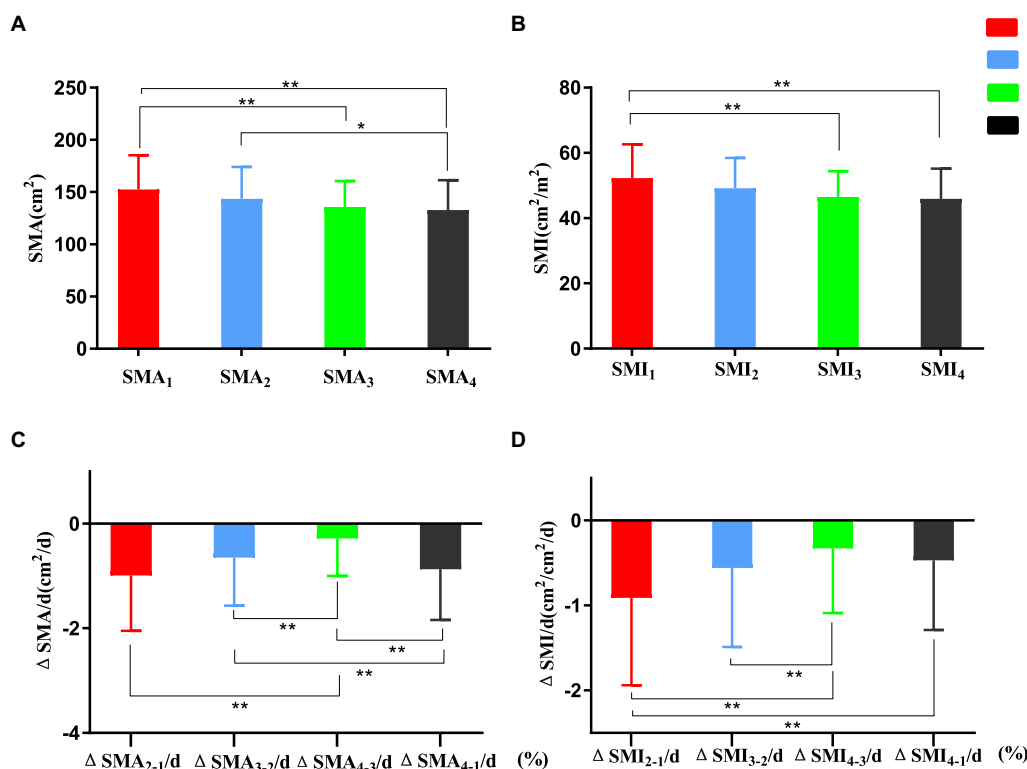 A
B
SMA(cm²)
250
200
150
100
50
0
**
**
*
SMA₁ SMA₂ SMA₃ SMA₄
SMI(cm²/m²)
80
60
40
20
0
**
**
SMI₁ SMI₂ SMI₃ SMI₄
C
D
Δ SMA/d(cm²/d)
0
-2
-4
**
**
**
**
Δ SMA₂₋₁/d Δ SMA₃₋₂/d Δ SMA₄₋₃/d Δ SMA₄₋₁/d (%)
Δ SMI/d(cm²/cm²/d)
0
-1
-2
**
**
**
Δ SMI₂₋₁/d Δ SMI₃₋₂/d Δ SMI₄₋₃/d Δ SMI₄₋₁/d (%)